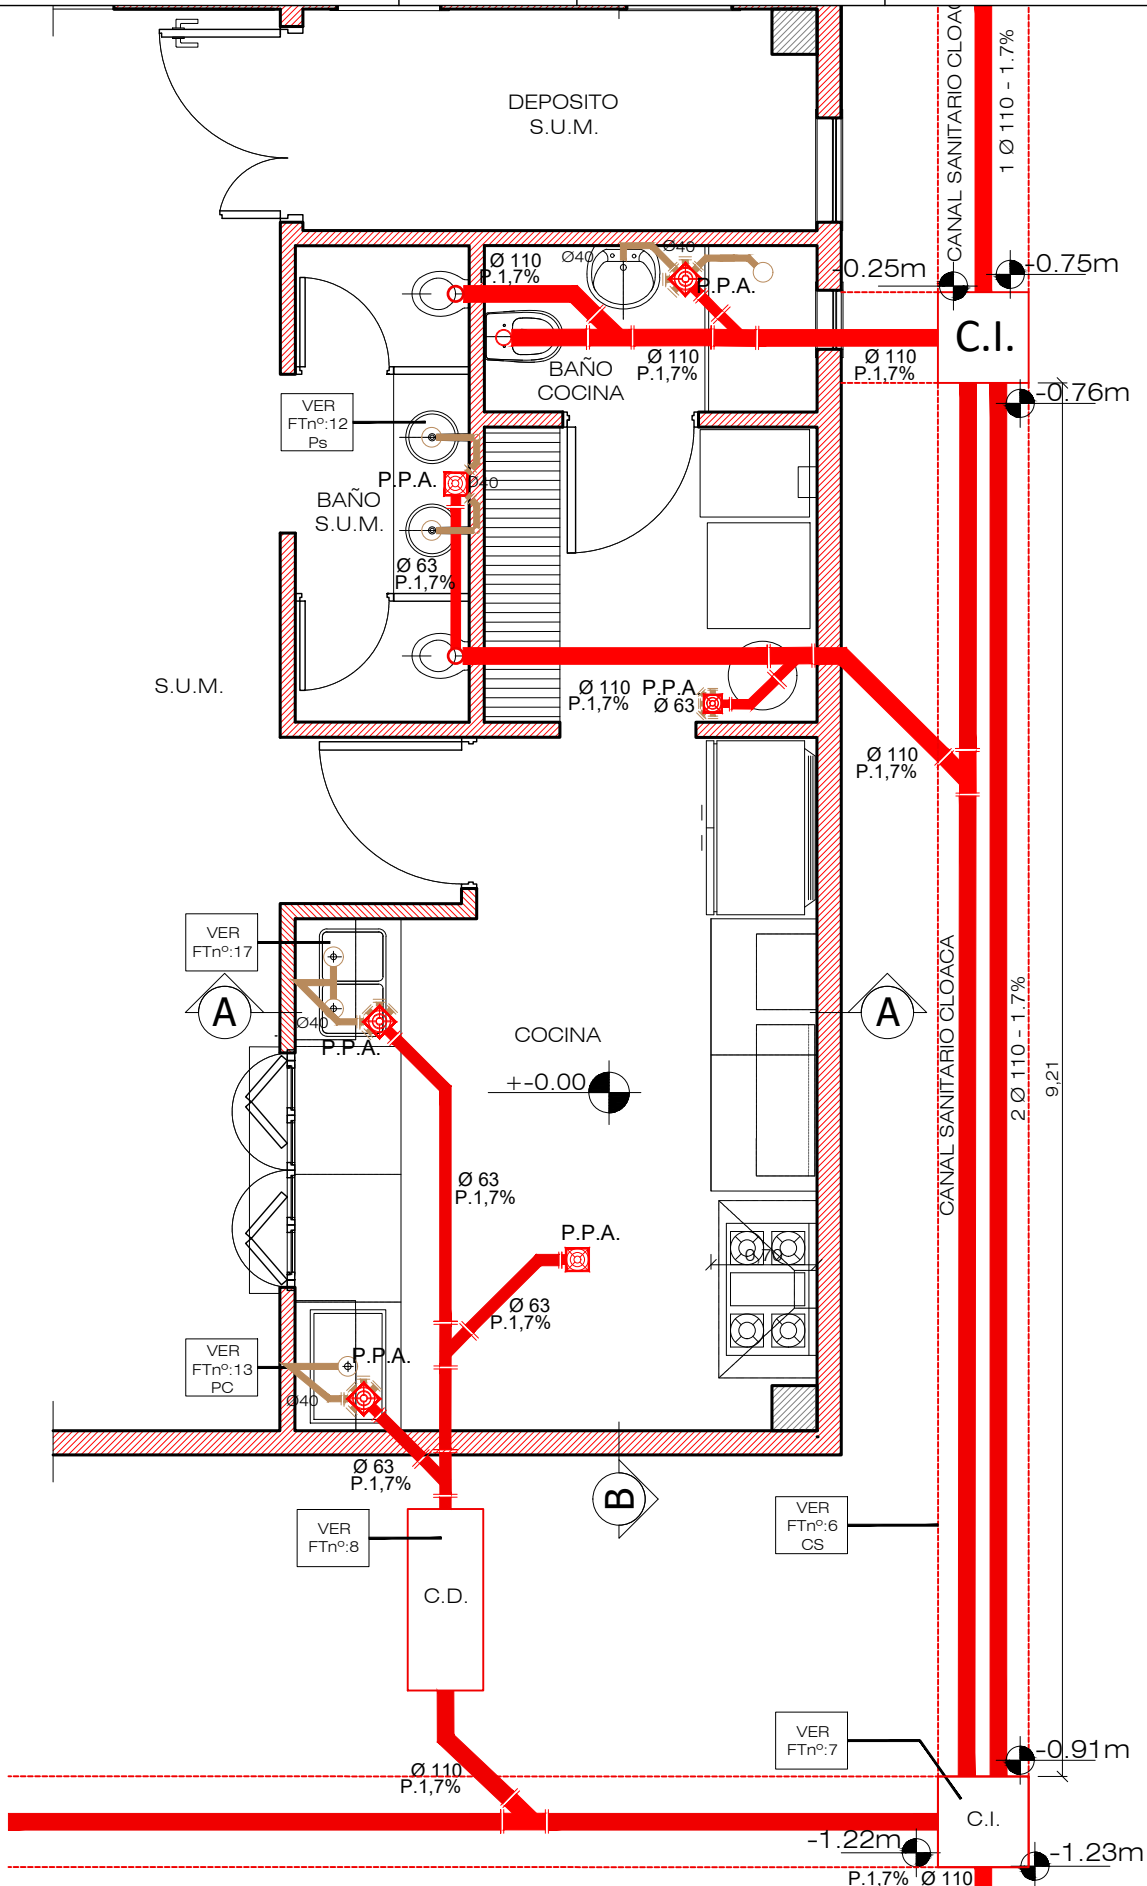 DEPOSITO
S.U.M.
CANAL SANITARIO CLOACA
1 Ø 110 - 1.7%
Ø 110
P.1,7%
Ø40
Ø40
P.P.A.
-0.25m
-0.75m
C.I.
BAÑO
COCINA
Ø 110
P.1,7%
Ø 110
P.1,7%
-0.76m
VER
FTnº:12
Ps
P.P.A.
Ø40
BAÑO
S.U.M.
Ø 63
P.1,7%
S.U.M.
Ø 110
P.1,7%
P.P.A.
Ø 63
Ø 110
P.1,7%
VER
FTnº:17
A
Ø40
P.P.A.
COCINA
+-0.00
A
CANAL SANITARIO CLOACA
2 Ø 110 - 1.7%
9,21
Ø 63
P.1,7%
P.P.A.
0,70
Ø 63
P.1,7%
VER
FTnº:13
PC
P.P.A.
Ø40
Ø 63
P.1,7%
B
VER
FTnº:8
VER
FTnº:6
CS
C.D.
VER
FTnº:7
-0.91m
Ø 110
P.1,7%
C.I.
-1.22m
-1.23m
P.1,7% Ø 110